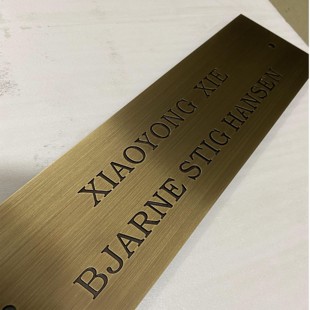 XIAOYONG XIE
BJARNE STIG HANSEN